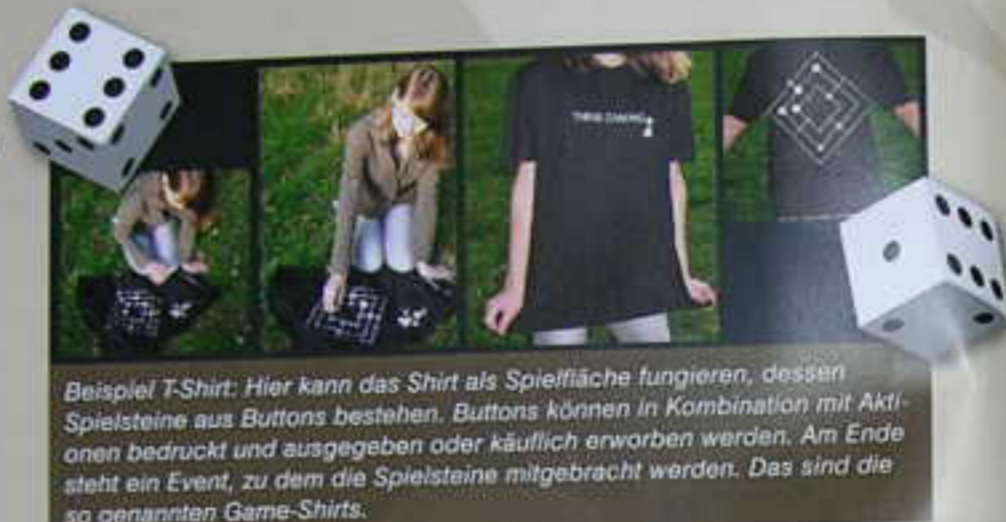 Beispiel T-Shirt: Hier kann das Shirt als Spielfläche fungieren, dessen
Spielsteine aus Buttons bestehen. Buttons können in Kombination mit Akti-
onen bedruckt und ausgegeben oder käuflich erworben werden. Am Ende
steht ein Event, zu dem die Spielsteine mitgebracht werden. Das sind die
so genannten Game-Shirts.